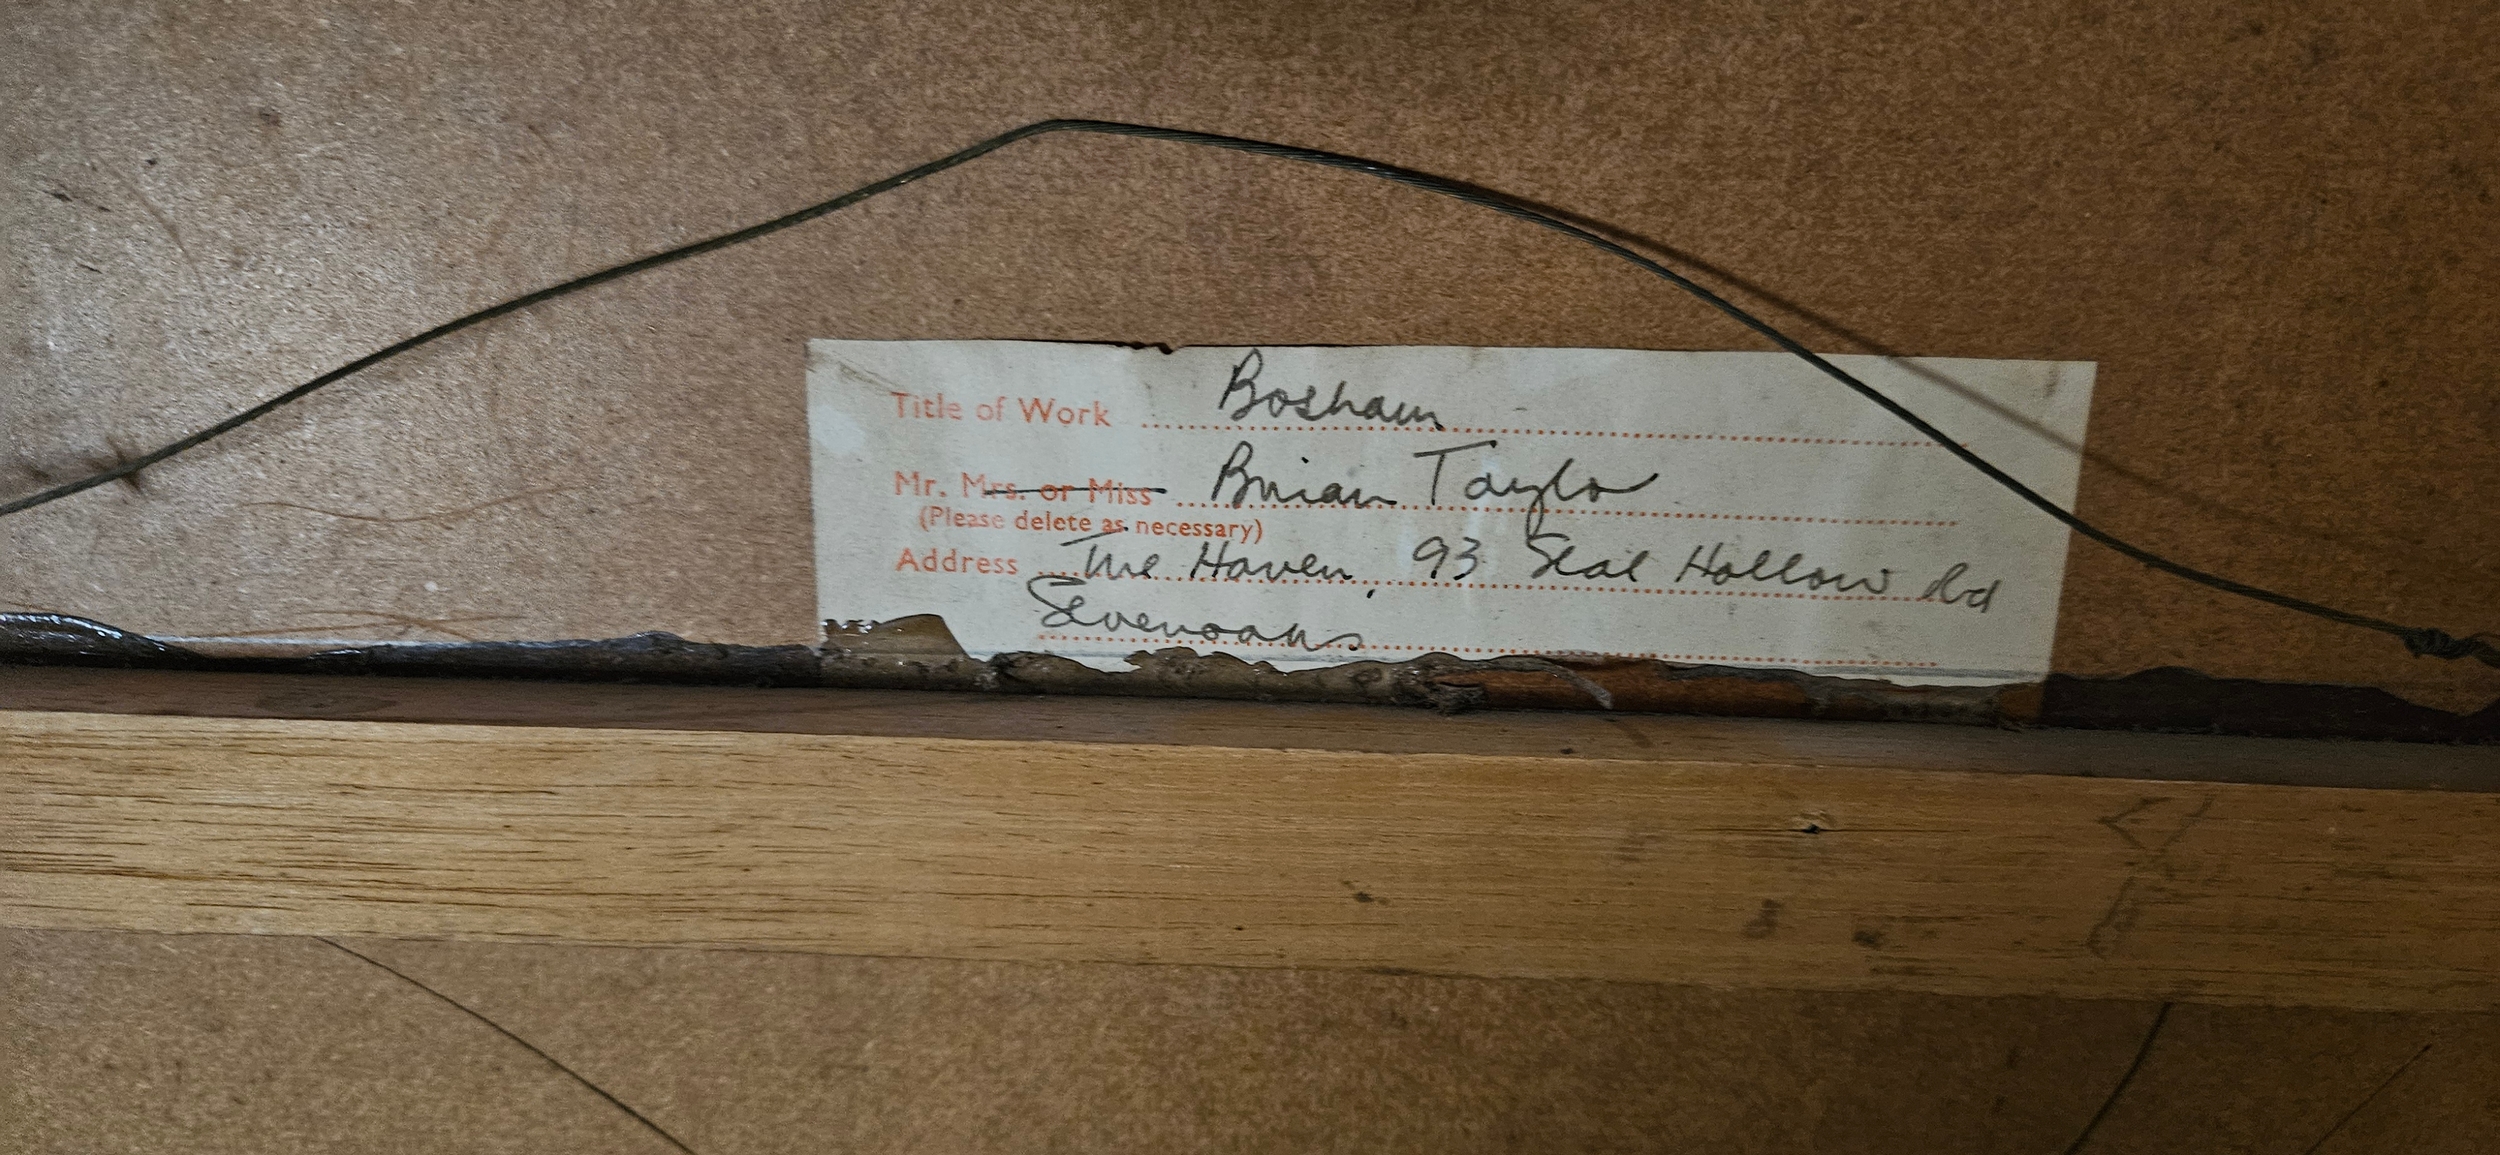 Title of Work Bosham
Mr. Mrs. or Miss Brian Taylor
(Please delete as necessary)
Address The Haven, 93 Seal Hollow Rd
Sevenoaks